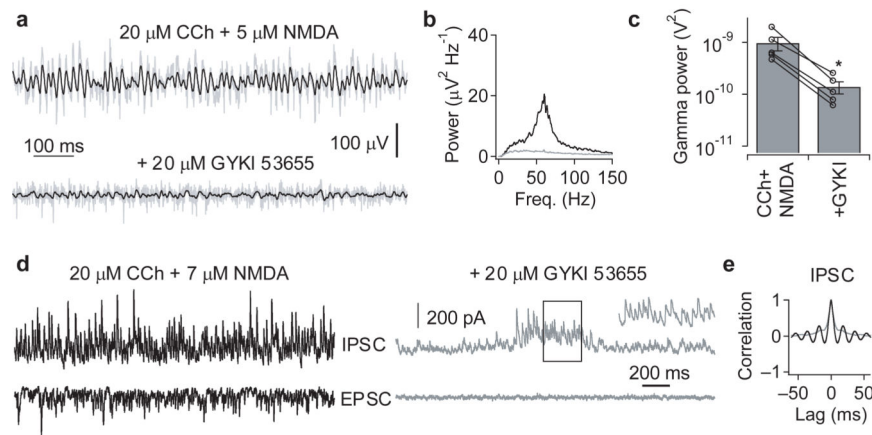 a
20 μM CCh + 5 μM NMDA
100 ms
100 μV
+ 20 μM GYKI 53655
b
Power (μV² Hz⁻¹)
40
20
0
0 50 100 150
Freq. (Hz)
c
Gamma power (V²)
10⁻⁹
10⁻¹⁰
10⁻¹¹
*
CCh+
NMDA
+GYKI
d
20 μM CCh + 7 μM NMDA
+ 20 μM GYKI 53655
200 pA
IPSC
200 ms
EPSC
e
IPSC
Correlation
1
0
−1
−50 0 50
Lag (ms)